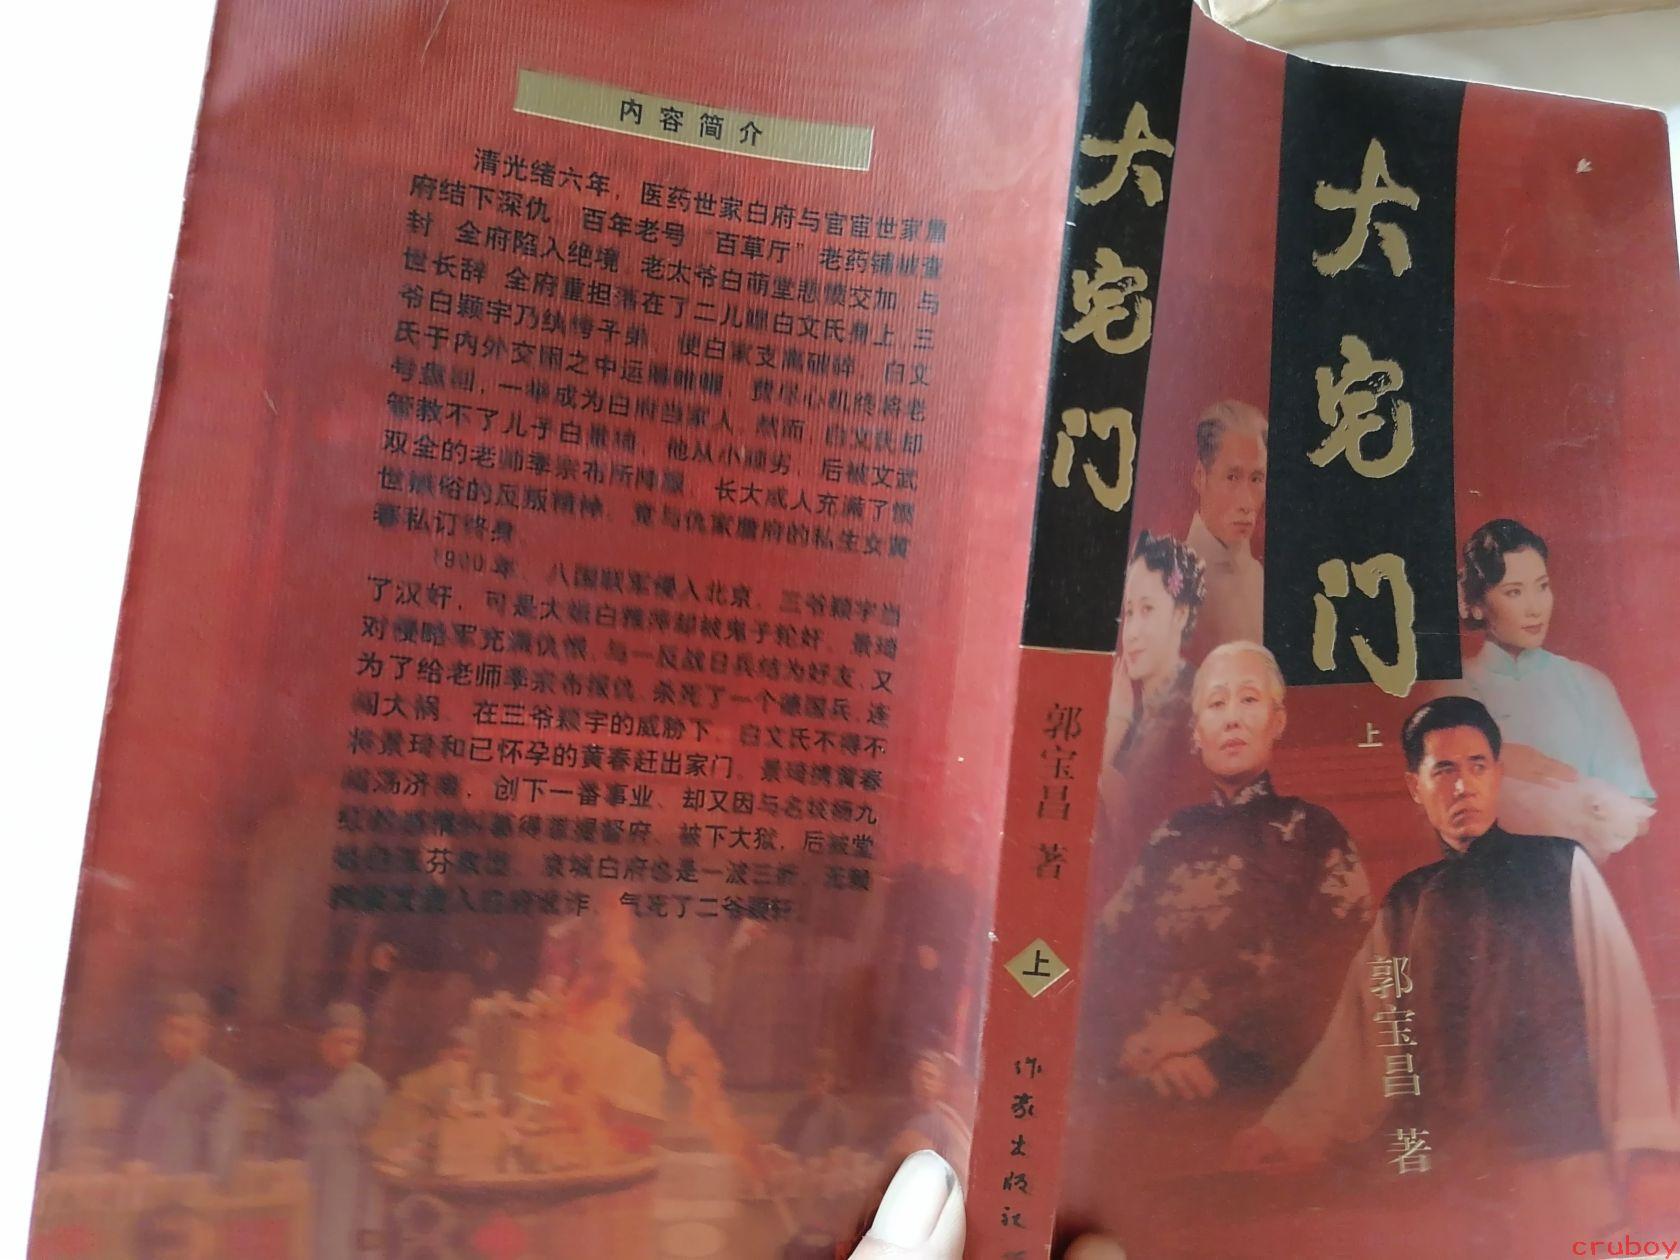 内容简介
清光绪六年，医药世家白府与官宦世家詹
府结下深仇 百年老号“百草厅”老药铺被查
封 全府陷入绝境 老太爷白萌堂悲愤交加 与
世长辞 全府重担落在了二儿媳白文氏身上 三
爷白颖宇乃纨绔子弟 使白家支离破碎 白文
氏于内外交困之中运筹帷幄 费尽心机终将老
号盘回，一举成为白府当家人 然而 白文氏却
管教不了儿子白景琦，他从小顽劣，后被文武
双全的老师季宗布所降服 长大成人充满了愤
世嫉俗的反叛精神，竟与仇家詹府的私生女黄
春私订终身
1900年，八国联军侵入北京，三爷颖宇当
了汉奸，可是大姐白雅萍却被鬼子轮奸 景琦
对侵略军充满仇恨 与一反战日兵结为好友 又
为了给老师季宗布报仇 杀死了一个德国兵 连
闯大祸 在三爷颖宇的威胁下 白文氏不得不
将景琦和已怀孕的黄春赶出家门 景琦携黄春
闯荡济南，创下一番事业、却又因与名妓杨九
得罪提督府、被下大狱，后被堂
芬 京城白府也是一波三折 无赖
入白府讹诈 气死了二爷颖轩
大宅门
郭宝昌 著
上
作家出版社
大宅门
上
郭宝昌 著
cruboy